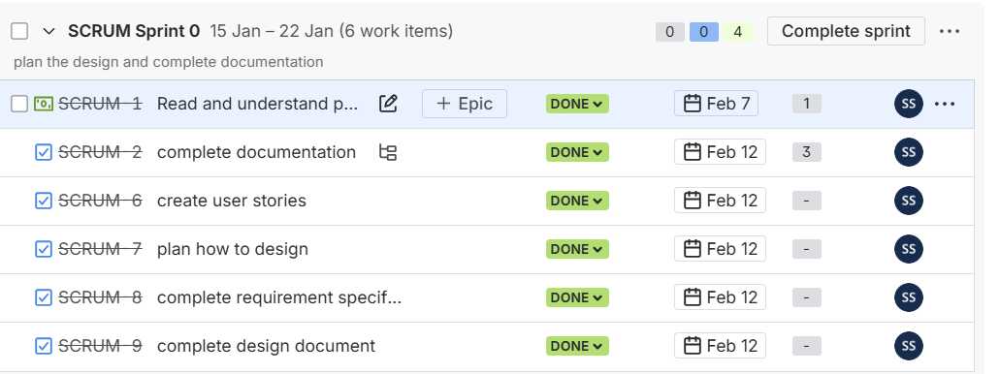 SCRUM Sprint 0 15 Jan – 22 Jan (6 work items) 0 0 4 Complete sprint
plan the design and complete documentation
SCRUM-1 Read and understand p... + Epic DONE Feb 7 1 SS
SCRUM-2 complete documentation DONE Feb 12 3 SS
SCRUM-6 create user stories DONE Feb 12 - SS
SCRUM-7 plan how to design DONE Feb 12 - SS
SCRUM-8 complete requirement specif... DONE Feb 12 - SS
SCRUM-9 complete design document DONE Feb 12 - SS